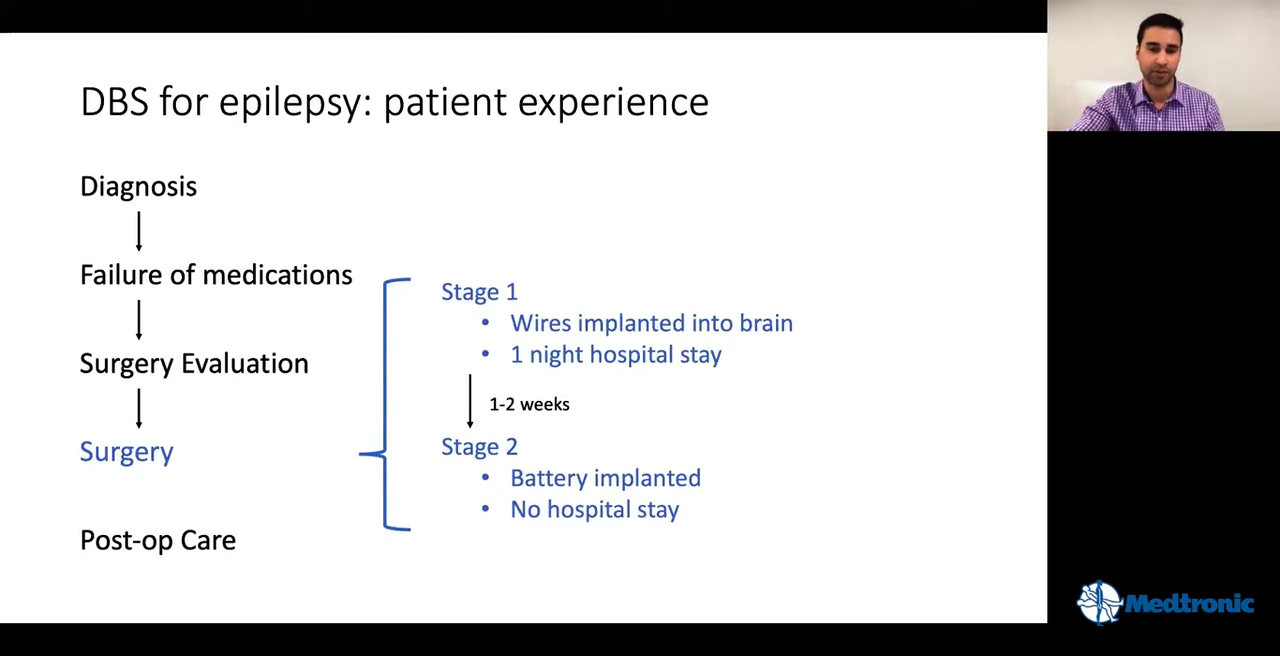 DBS for epilepsy: patient experience
Diagnosis
Failure of medications
Surgery Evaluation
Surgery
Post-op Care
Stage 1
• Wires implanted into brain
• 1 night hospital stay
1-2 weeks
Stage 2
• Battery implanted
• No hospital stay
Medtronic